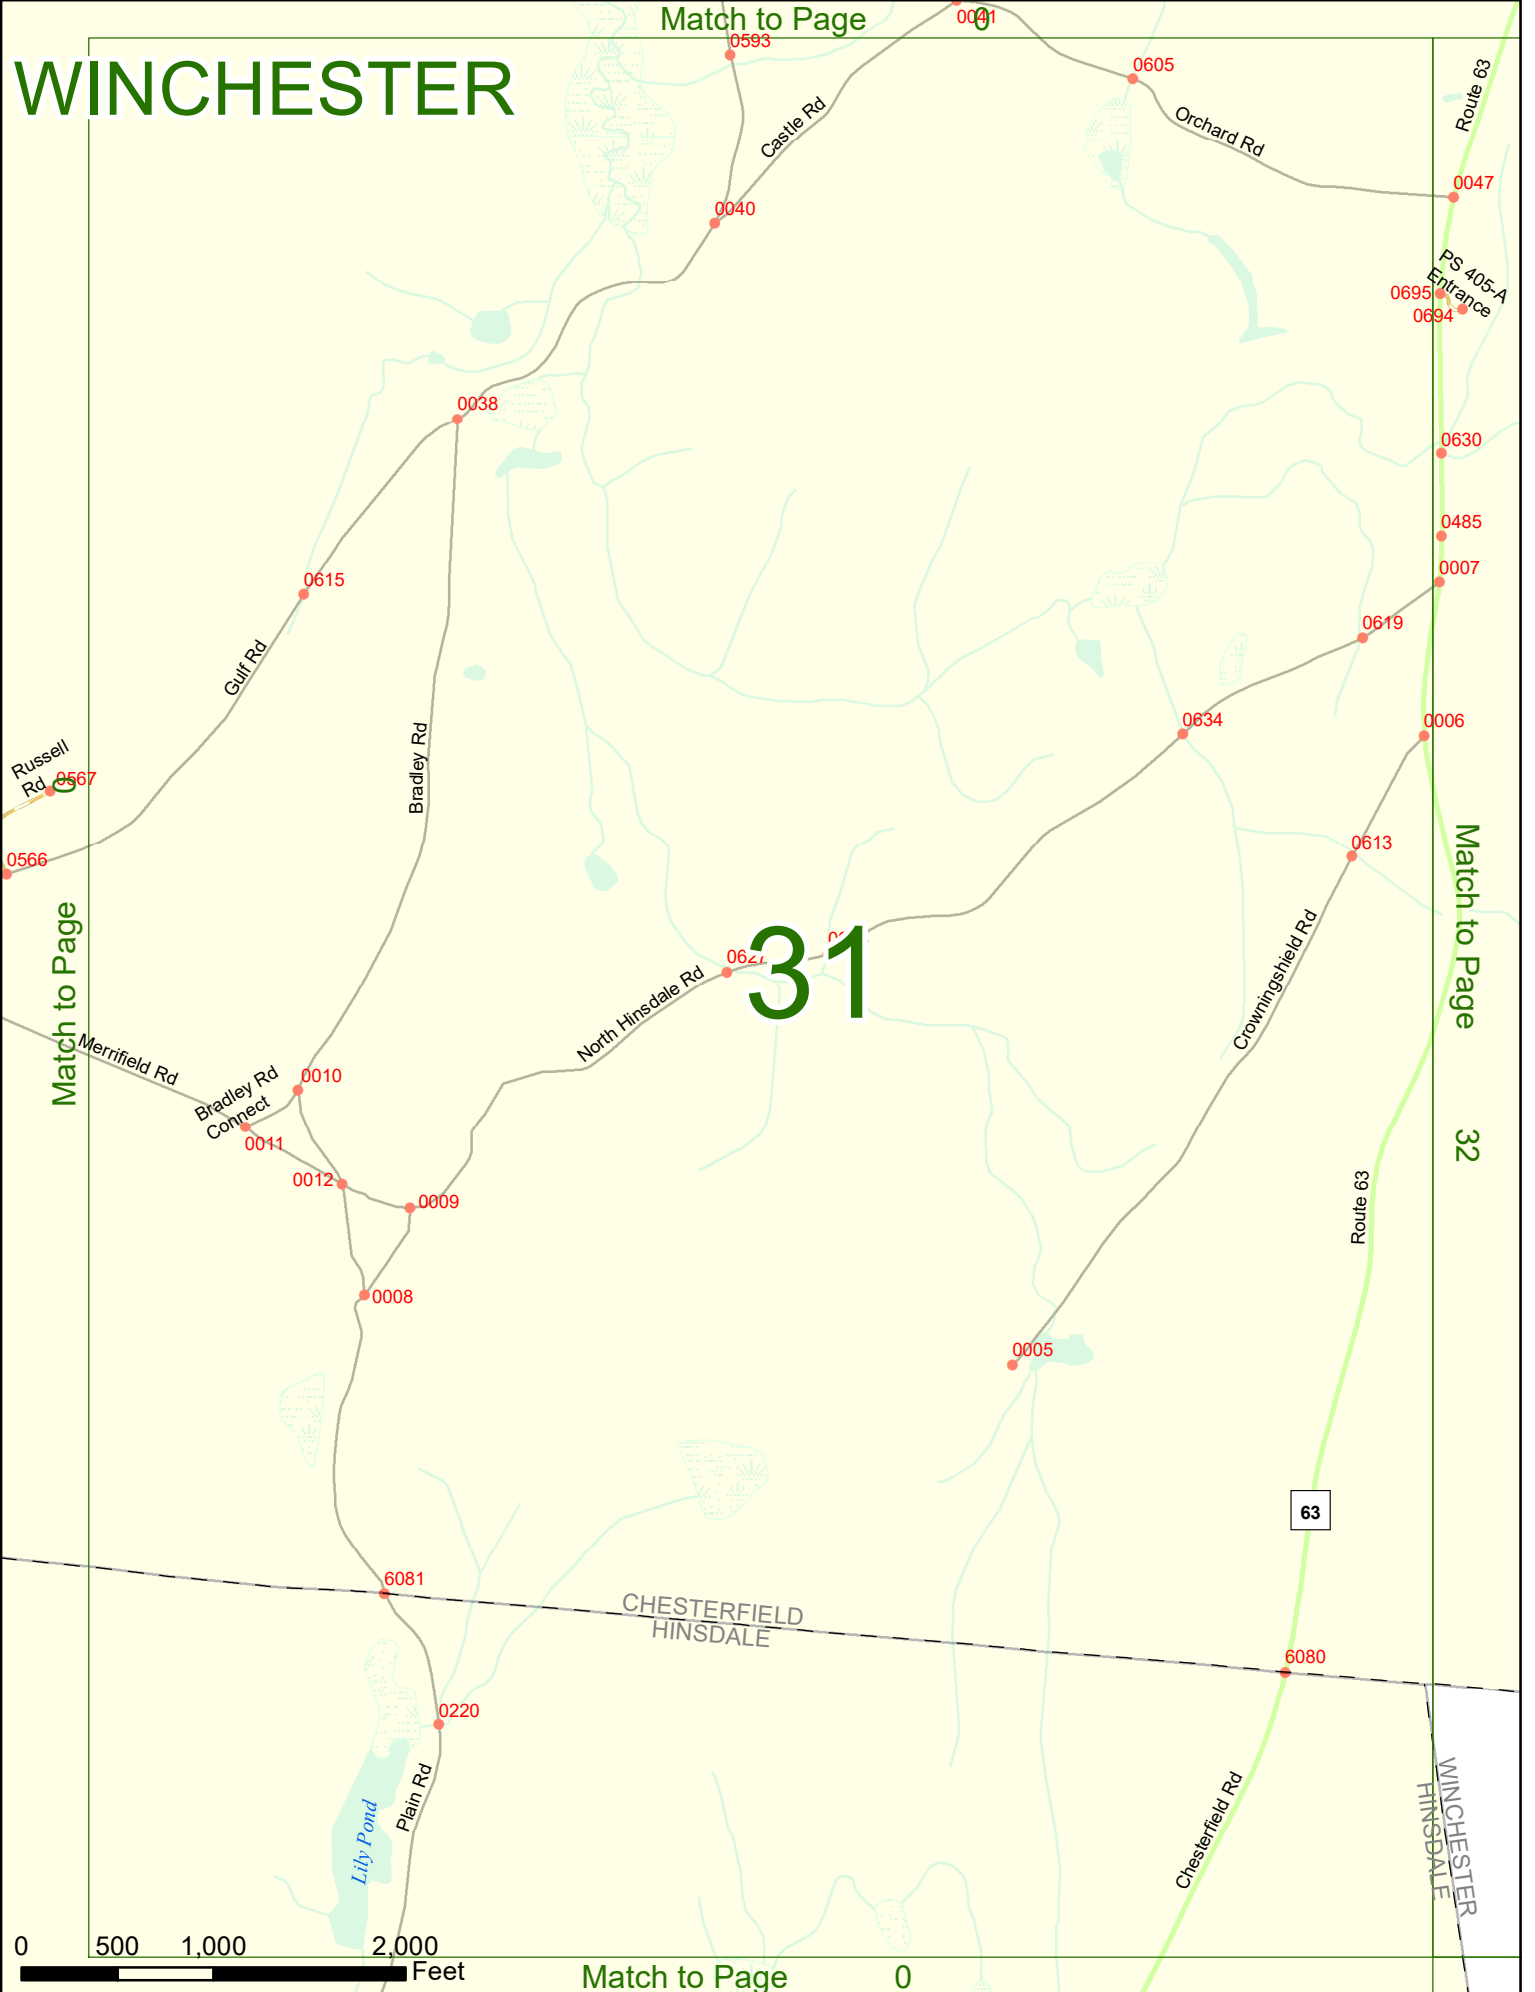 Match to Page 0
0041
0593
WINCHESTER
0605
Route 63
Castle Rd
Orchard Rd
0047
0040
PS 405-A
Entrance
0695
0694
0038
0630
0485
0007
0615
0619
Gulf Rd
0634
0006
Bradley Rd
Russell
Rd
0567
0
0613
0566
Match to Page
Match to Page
32
31
0627
North Hinsdale Rd
Crowningshield Rd
Merrifield Rd
Bradley Rd
Connect
0010
0011
0012
0009
Route 63
0008
0005
63
6081
CHESTERFIELD
HINSDALE
6080
0220
Plain Rd
Lily Pond
Chesterfield Rd
WINCHESTER
HINSDALE
0 500 1,000 2,000
Feet
Match to Page 0